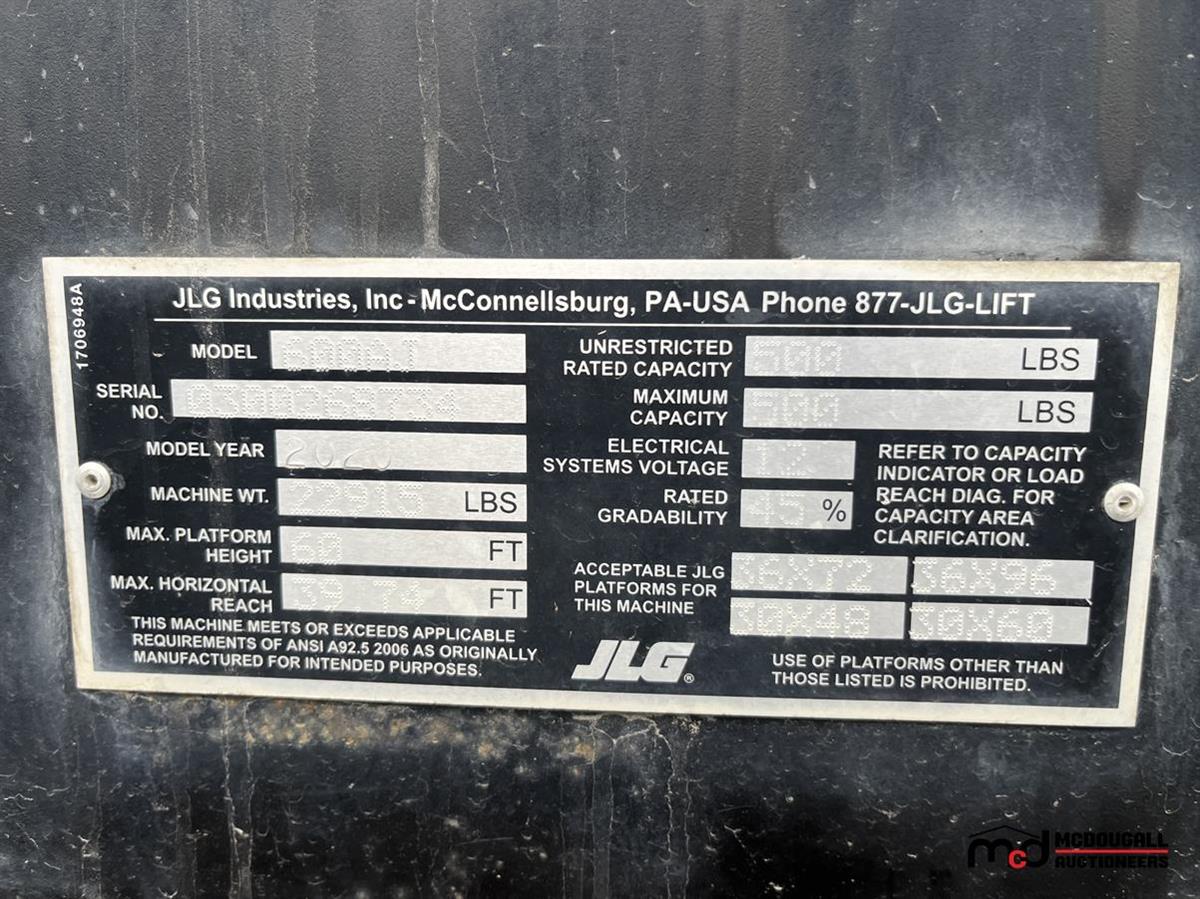 1706948A
JLG Industries, Inc - McConnellsburg, PA-USA Phone 877-JLG-LIFT
MODEL 600AJ
SERIAL NO. 0300269734
MODEL YEAR 2020
MACHINE WT. 22915 LBS
MAX. PLATFORM HEIGHT 60 FT
MAX. HORIZONTAL REACH 39.74 FT
THIS MACHINE MEETS OR EXCEEDS APPLICABLE
REQUIREMENTS OF ANSI A92.5 2006 AS ORIGINALLY
MANUFACTURED FOR INTENDED PURPOSES.
UNRESTRICTED RATED CAPACITY 500 LBS
MAXIMUM CAPACITY 500 LBS
ELECTRICAL SYSTEMS VOLTAGE 12
RATED GRADABILITY 45 %
REFER TO CAPACITY
INDICATOR OR LOAD
REACH DIAG. FOR
CAPACITY AREA
CLARIFICATION.
ACCEPTABLE JLG
PLATFORMS FOR
THIS MACHINE
36X72 36X96
30X48 30X60
JLG®
USE OF PLATFORMS OTHER THAN
THOSE LISTED IS PROHIBITED.
mcd MCDOUGALL
AUCTIONEERS